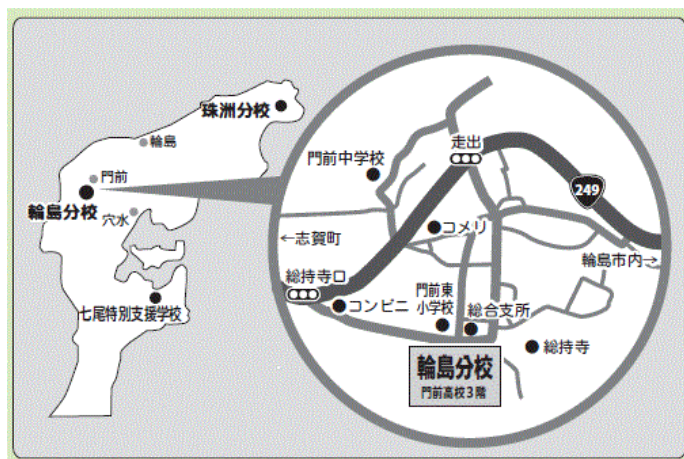 珠洲分校
輪島
門前
輪島分校
穴水
七尾特別支援学校
走出
門前中学校
249
コメリ
←志賀町
輪島市内→
総持寺口
コンビニ
門前東
小学校
総合支所
総持寺
輪島分校
門前高校3階